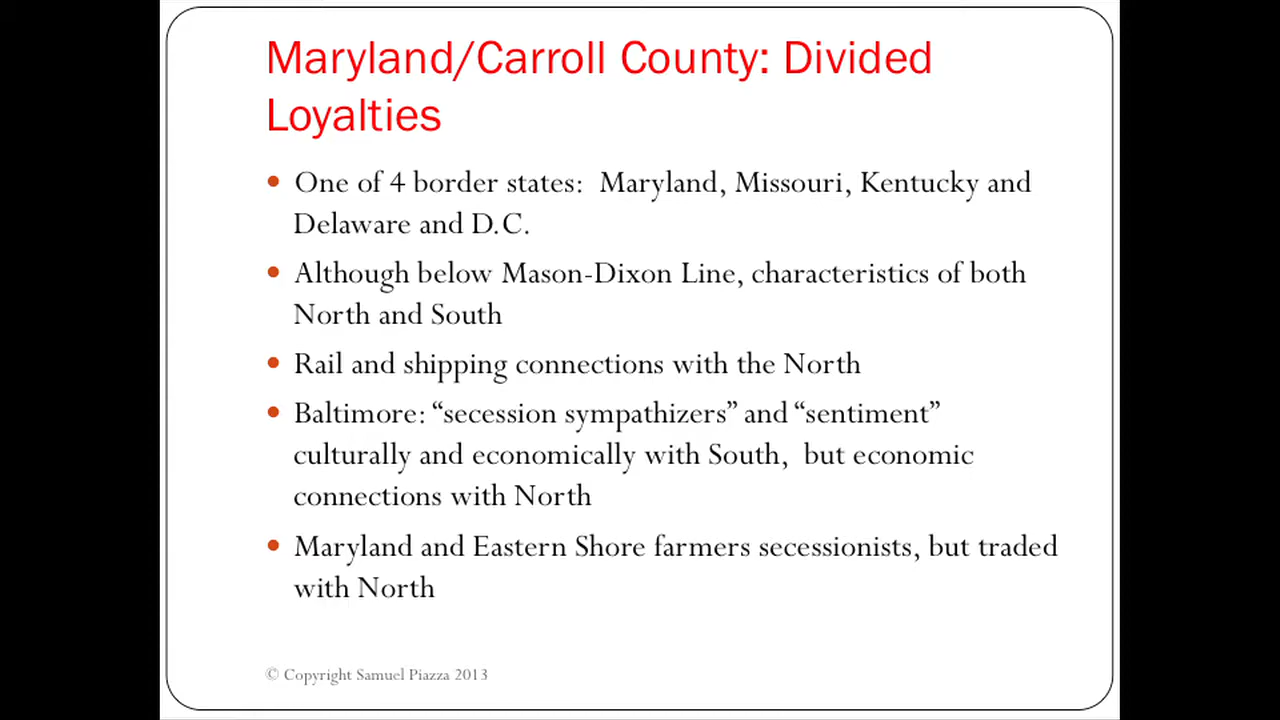 Maryland/Carroll County: Divided
Loyalties
• One of 4 border states:  Maryland, Missouri, Kentucky and
Delaware and D.C.
• Although below Mason-Dixon Line, characteristics of both
North and South
• Rail and shipping connections with the North
• Baltimore: “secession sympathizers” and “sentiment”
culturally and economically with South,  but economic
connections with North
• Maryland and Eastern Shore farmers secessionists, but traded
with North
© Copyright Samuel Piazza 2013